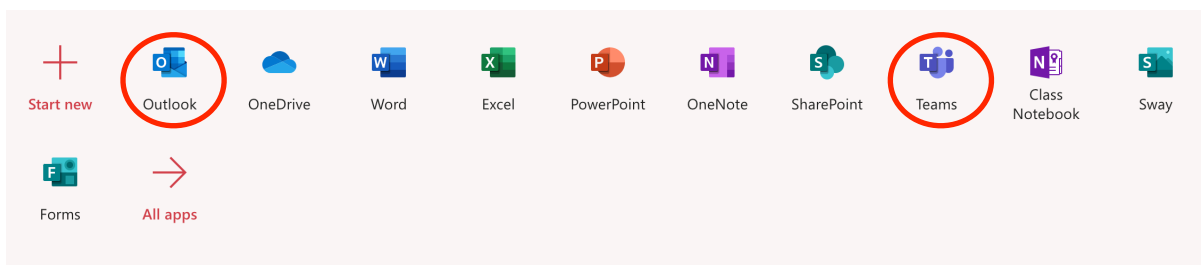 Start new
Outlook
OneDrive
Word
Excel
PowerPoint
OneNote
SharePoint
Teams
Class
Notebook
Sway
Forms
All apps